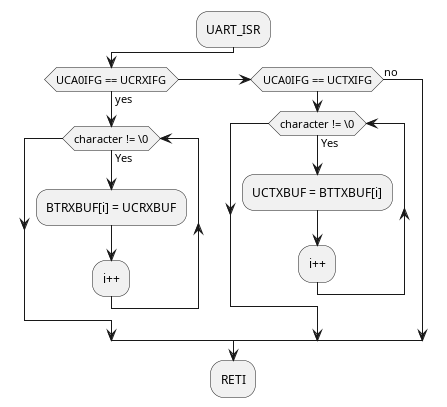 UART_ISR
UCA0IFG == UCRXIFG
UCA0IFG == UCTXIFG
no
yes
character != \0
character != \0
Yes
Yes
BTRXBUF[i] = UCRXBUF
UCTXBUF = BTTXBUF[i]
i++
i++
RETI